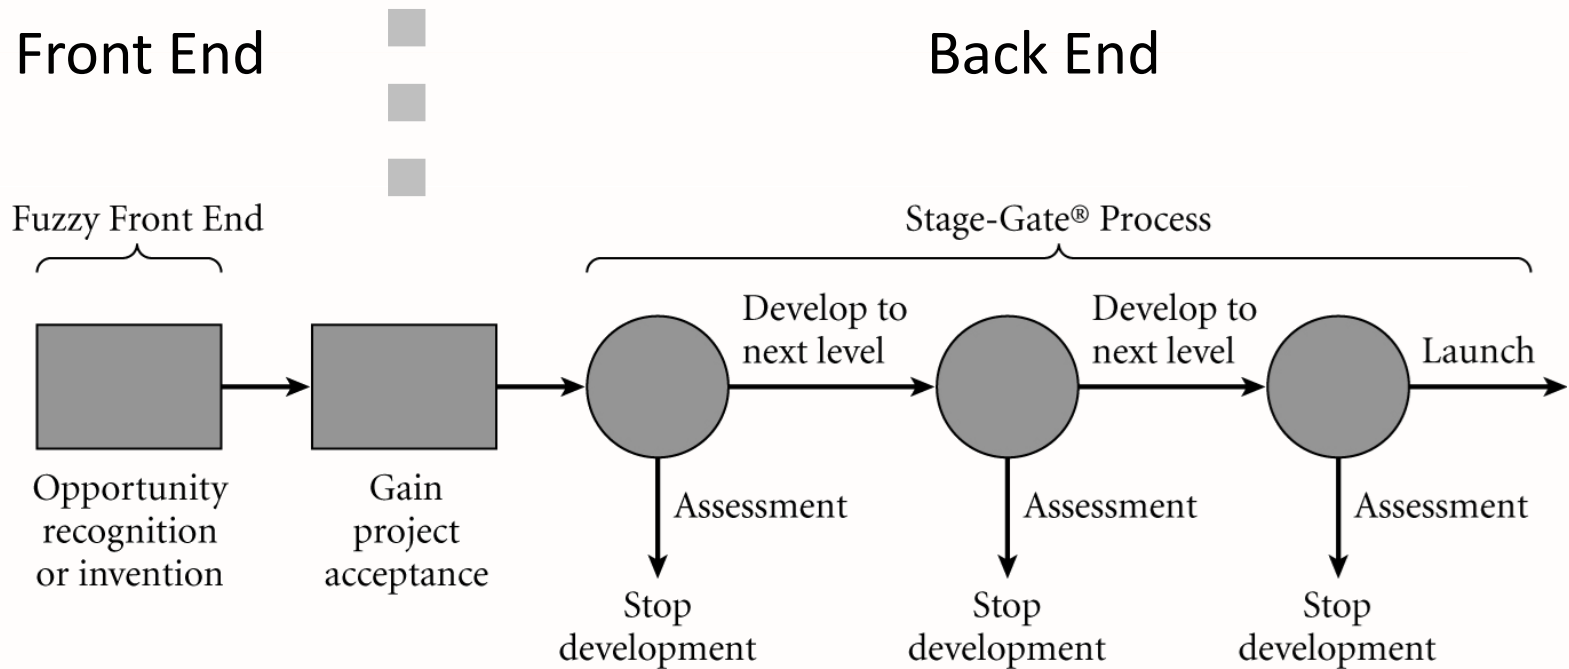 Front End
Back End
Fuzzy Front End
Stage-Gate® Process
Develop to
next level
Develop to
next level
Launch
Opportunity
recognition
or invention
Gain
project
acceptance
Assessment
Assessment
Assessment
Stop
development
Stop
development
Stop
development